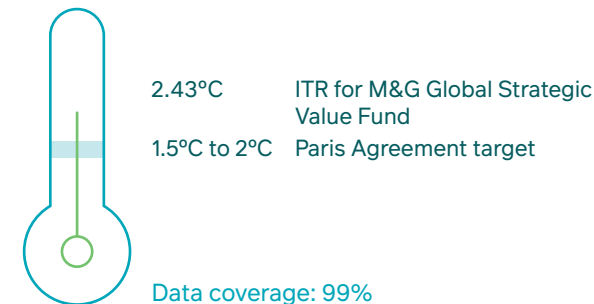 2.43°C ITR for M&G Global Strategic
Value Fund
1.5°C to 2°C Paris Agreement target
Data coverage: 99%